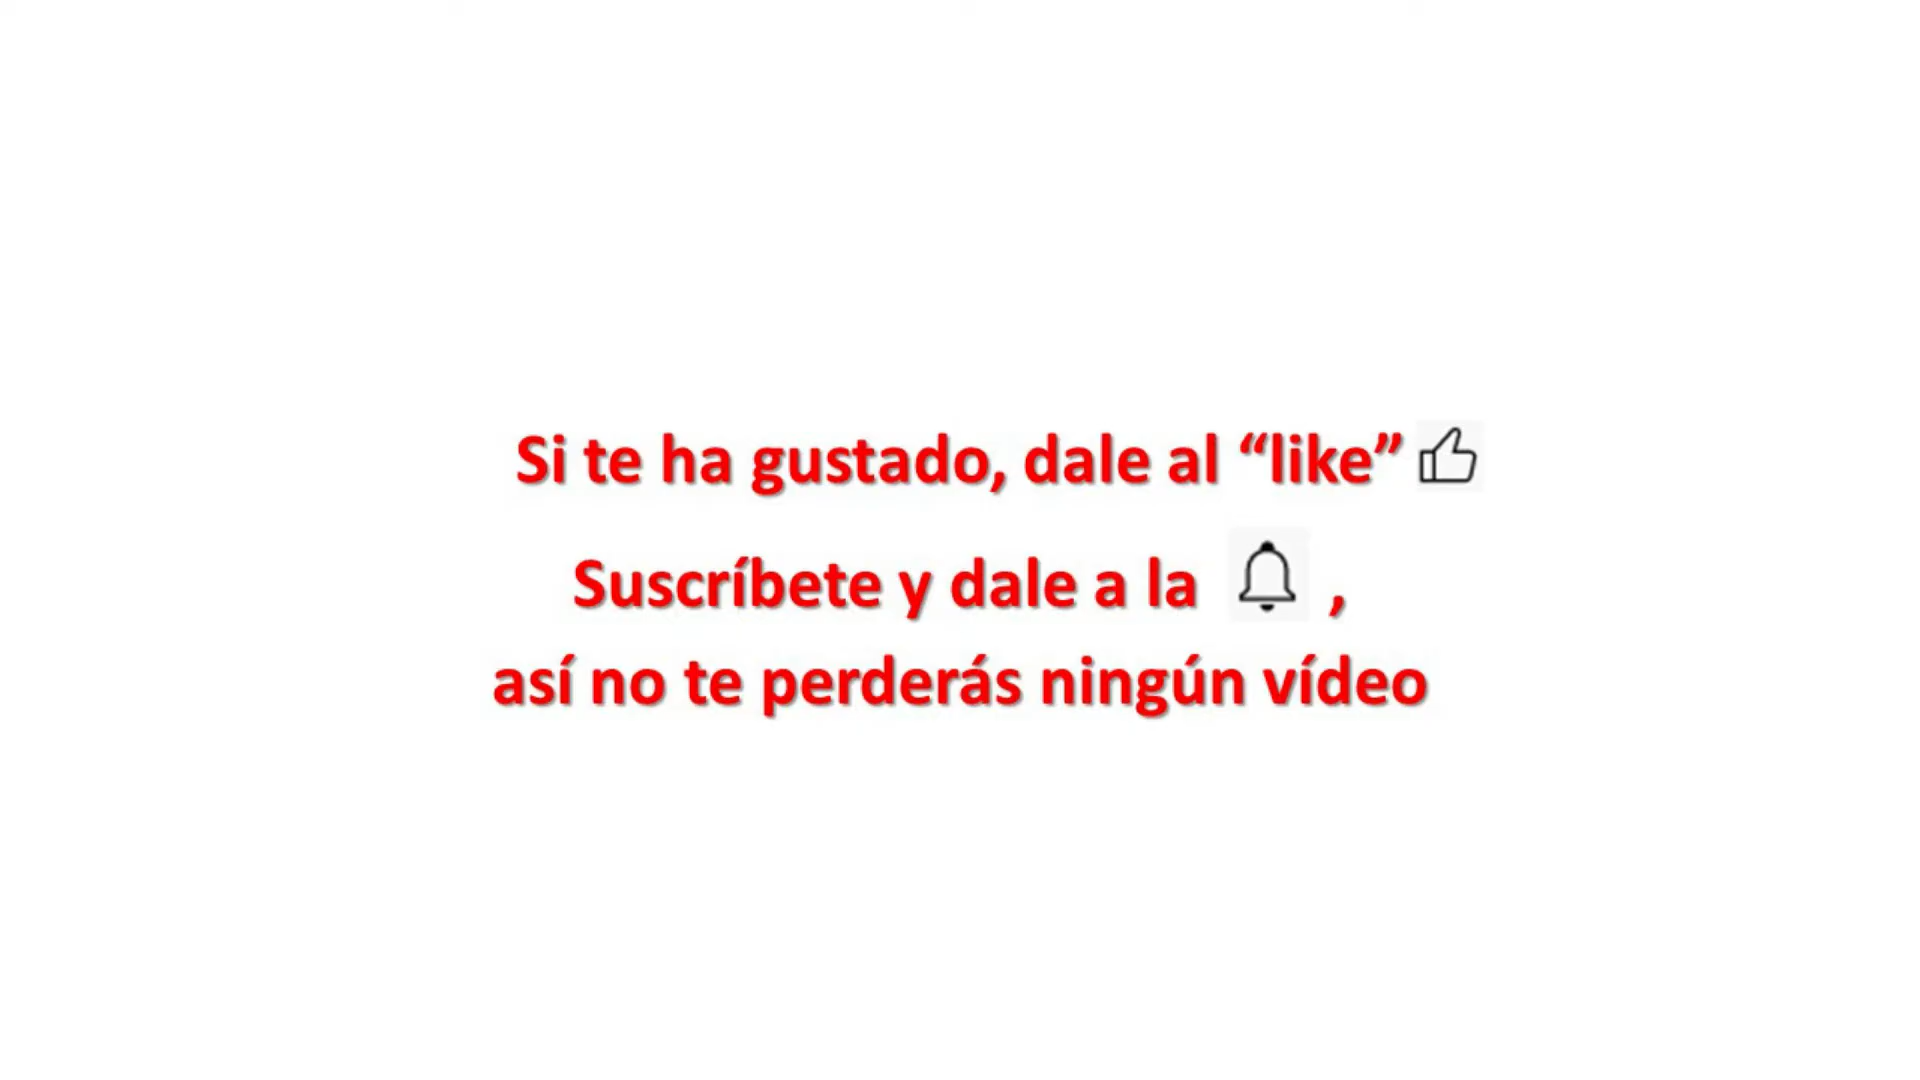 Si te ha gustado, dale al “like”
Suscríbete y dale a la ,
así no te perderás ningún vídeo